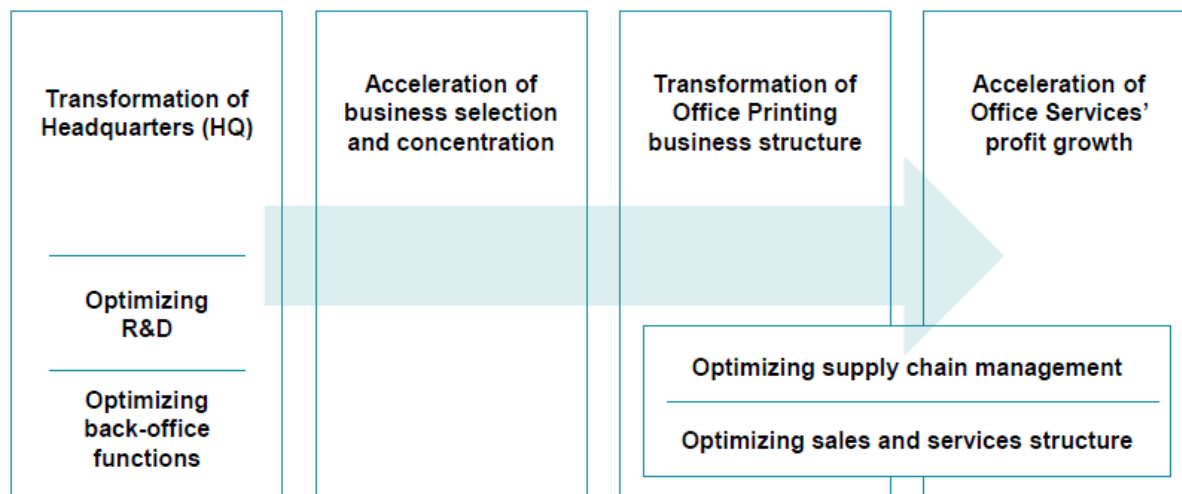 Transformation of
Headquarters (HQ)
Optimizing
R&D
Optimizing
back-office
functions
Acceleration of
business selection
and concentration
Transformation of
Office Printing
business structure
Acceleration of
Office Services’
profit growth
Optimizing supply chain management
Optimizing sales and services structure